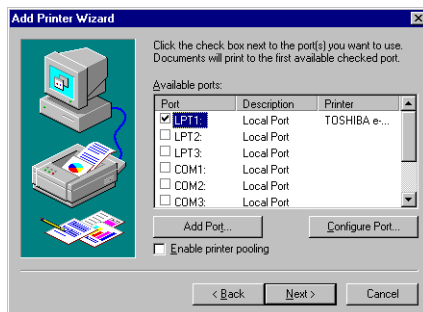 Add Printer Wizard
Click the check box next to the port(s) you want to use.
Documents will print to the first available checked port.
Available ports:
Port Description Printer
LPT1: Local Port TOSHIBA e-...
LPT2: Local Port
LPT3: Local Port
COM1: Local Port
COM2: Local Port
COM3: Local Port
Add Port... Configure Port...
Enable printer pooling
< Back Next > Cancel